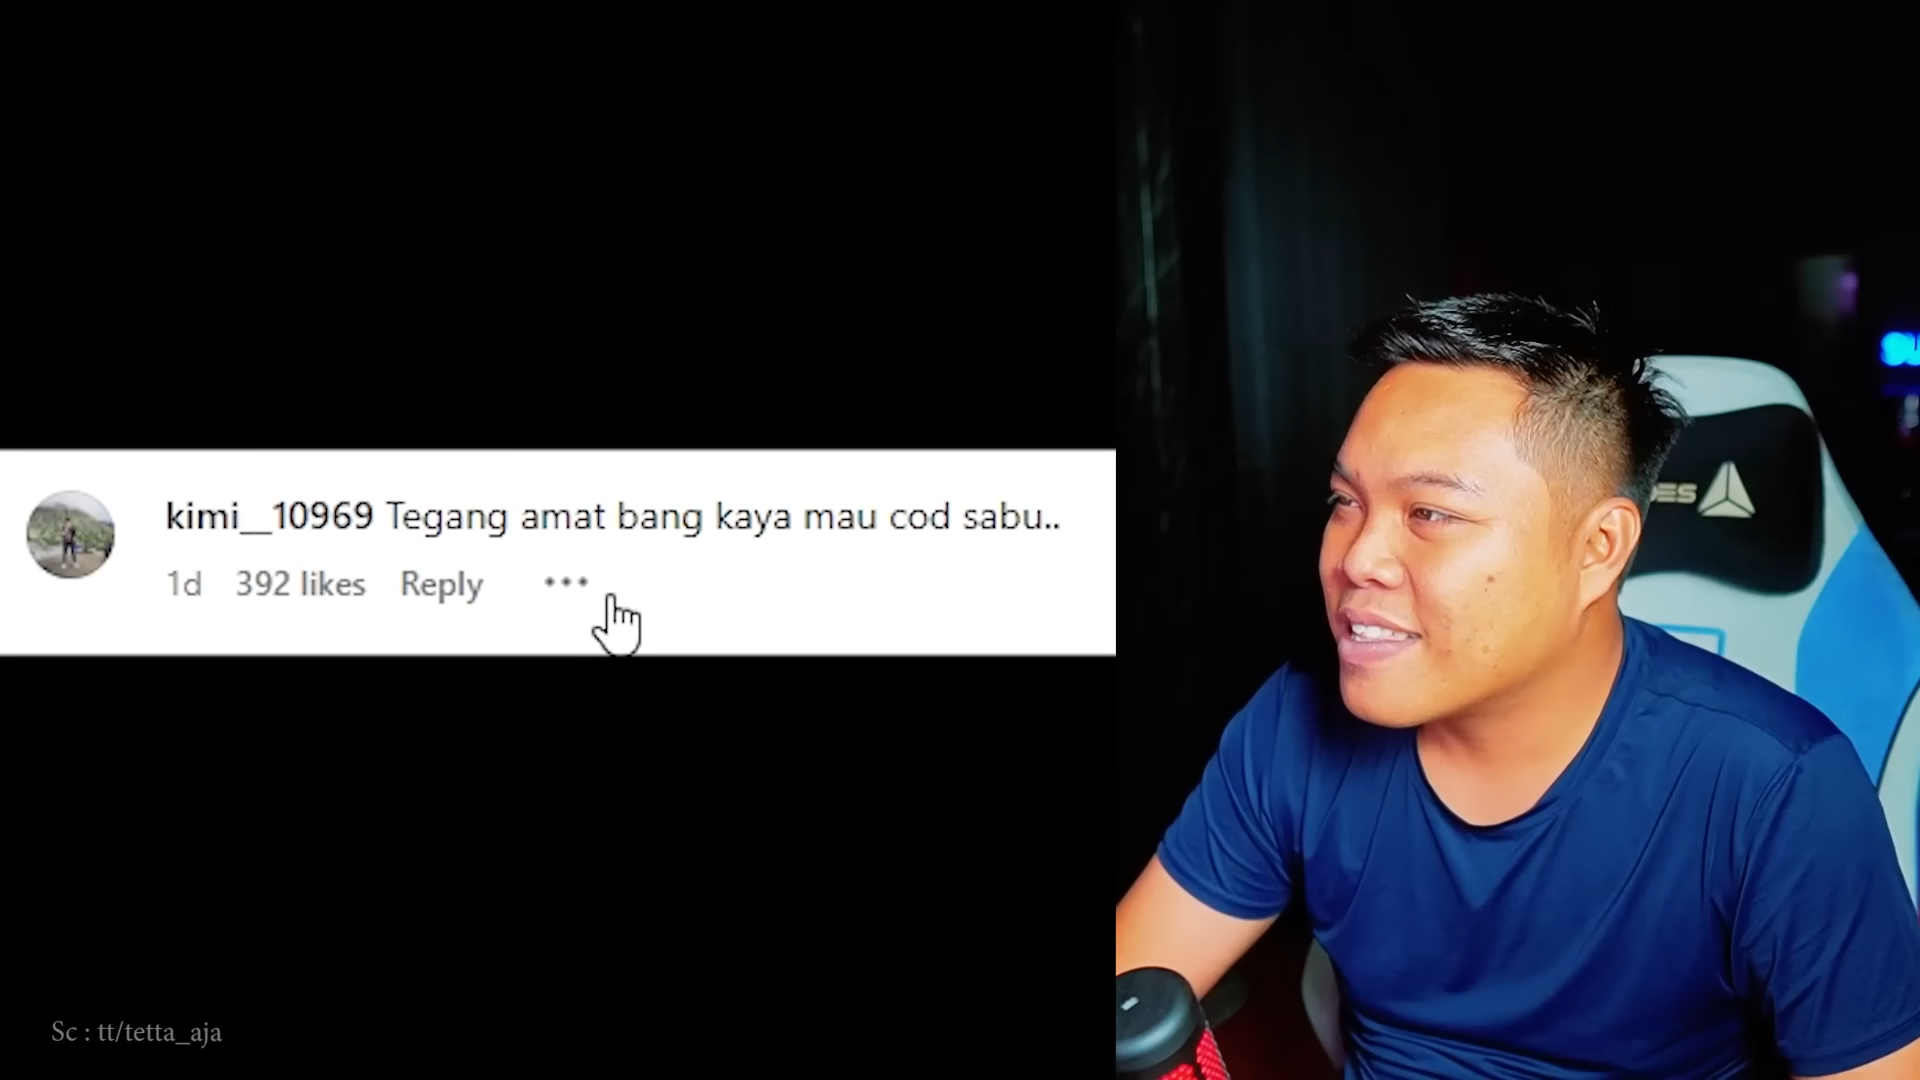 kimi__10969 Tegang amat bang kaya mau cod sabu..
1d 392 likes Reply
Sc : tt/tetta_aja